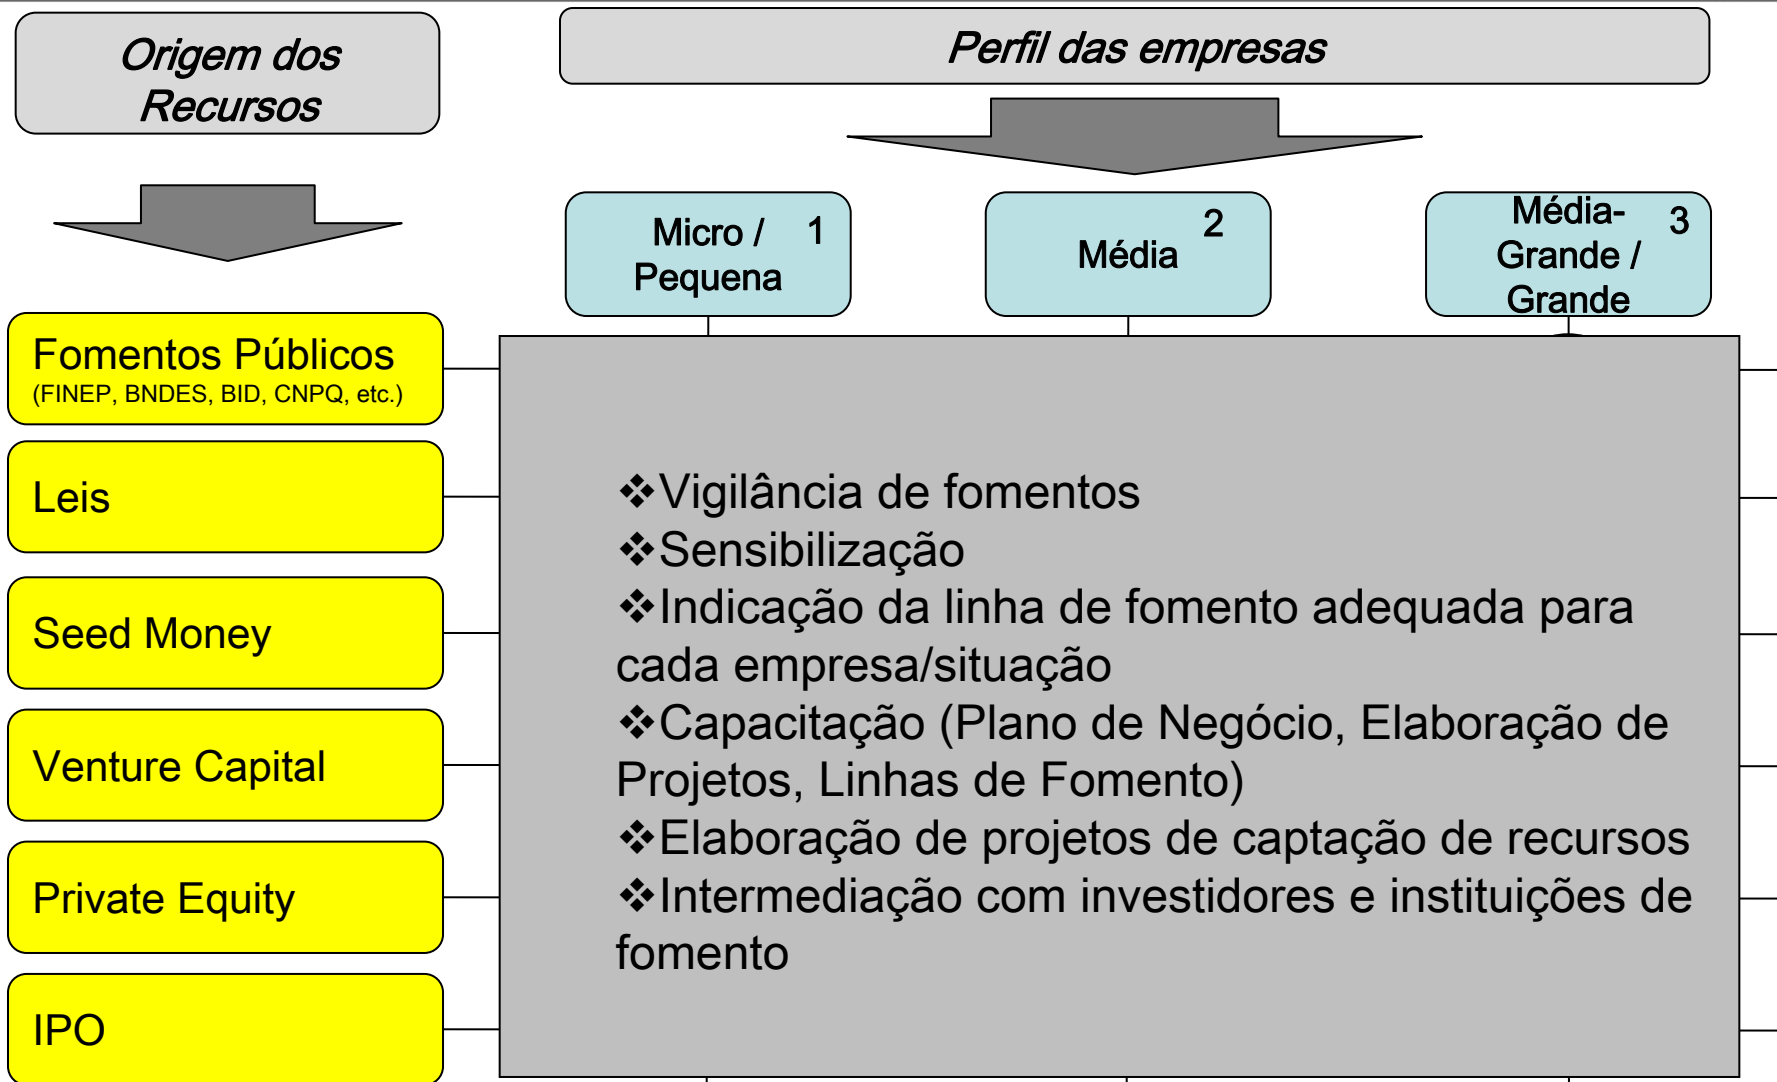 Origem dos
Recursos
Perfil das empresas
Micro / 1
Pequena
2
Média
Média- 3
Grande /
Grande
Fomentos Públicos
(FINEP, BNDES, BID, CNPQ, etc.)
Leis
Seed Money
Venture Capital
Private Equity
IPO
❖Vigilância de fomentos
❖Sensibilização
❖Indicação da linha de fomento adequada para
cada empresa/situação
❖Capacitação (Plano de Negócio, Elaboração de
Projetos, Linhas de Fomento)
❖Elaboração de projetos de captação de recursos
❖Intermediação com investidores e instituições de
fomento